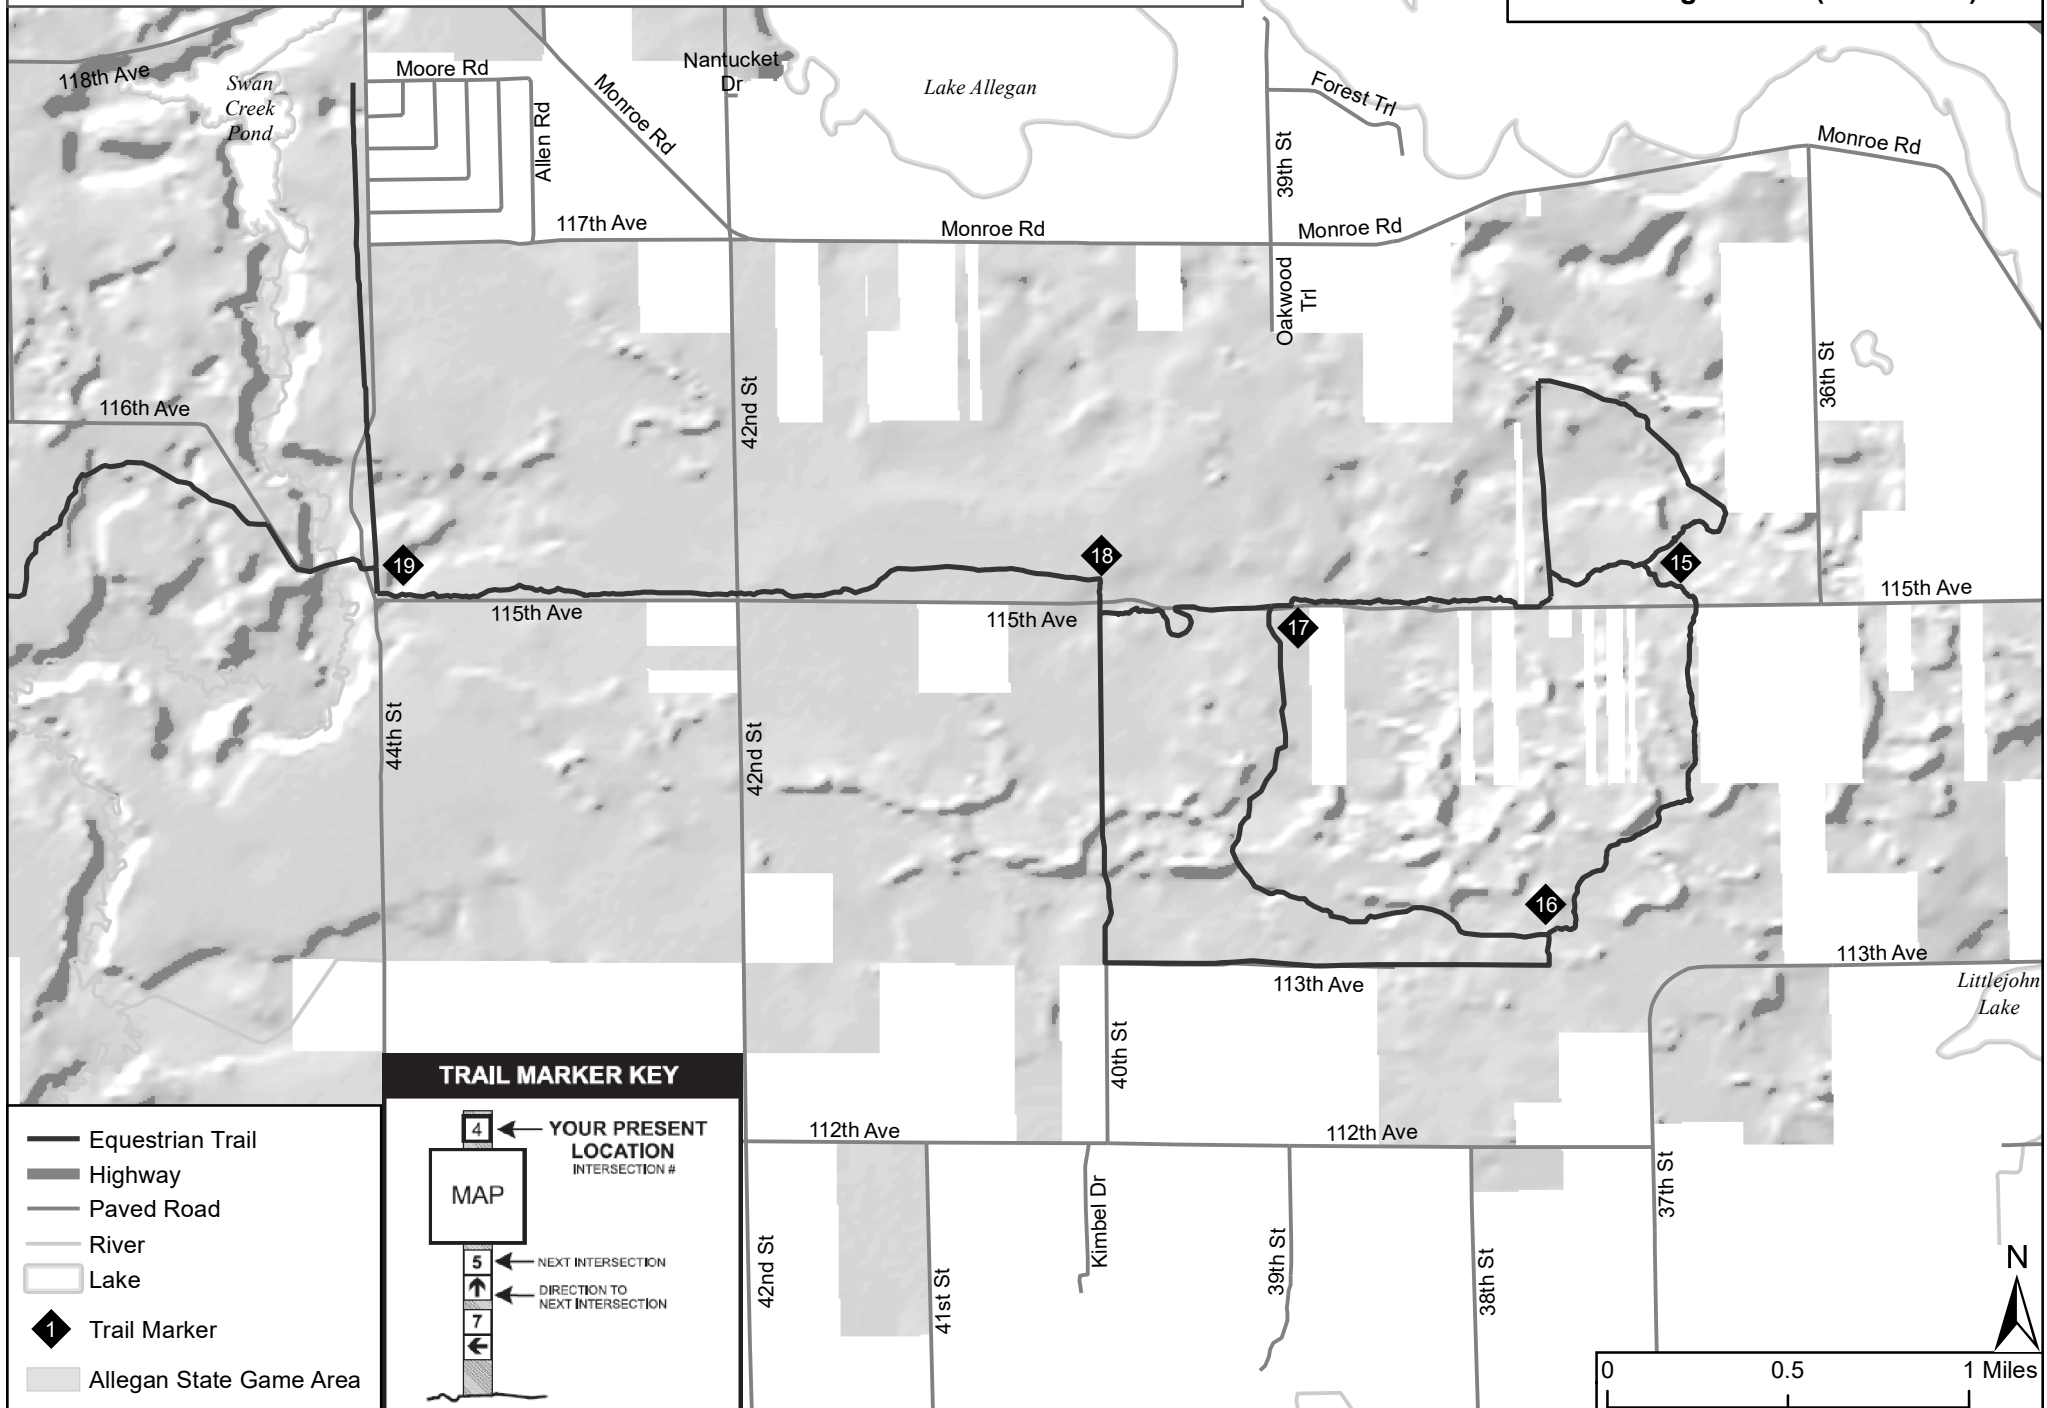 118th Ave
Swan
Creek
Pond
Moore Rd
Allen Rd
Monroe Rd
Nantucket
Dr
Lake Allegan
39th St
Forest Trl
Monroe Rd
117th Ave
Monroe Rd
Monroe Rd
Oakwood
Trl
36th St
42nd St
116th Ave
19
18
15
115th Ave
115th Ave
115th Ave
17
44th St
42nd St
16
113th Ave
113th Ave
Littlejohn
Lake
40th St
112th Ave
112th Ave
37th St
42nd St
41st St
Kimbel Dr
39th St
38th St
Equestrian Trail
Highway
Paved Road
River
Lake
1 Trail Marker
Allegan State Game Area
TRAIL MARKER KEY
4
YOUR PRESENT
LOCATION
INTERSECTION #
MAP
5
NEXT INTERSECTION
DIRECTION TO
NEXT INTERSECTION
7
N
0 0.5 1 Miles